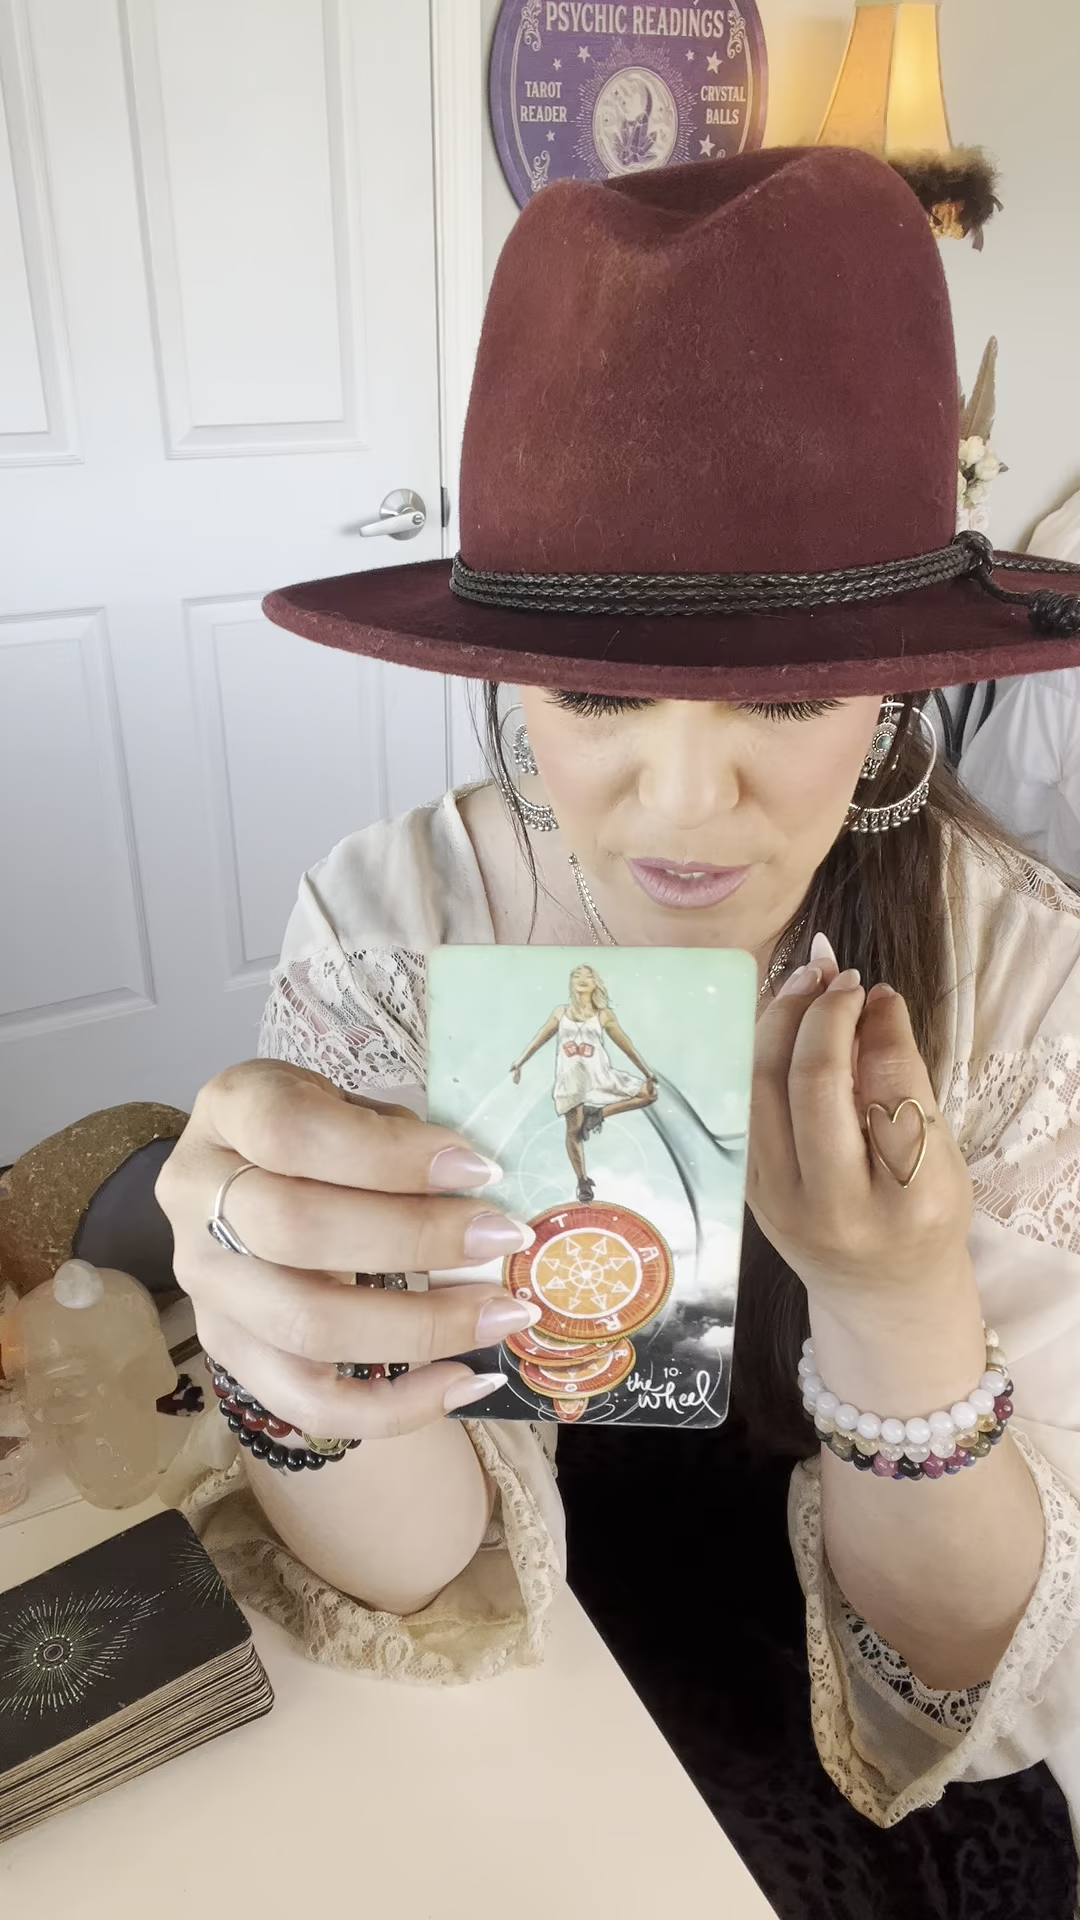 PSYCHIC READINGS
TAROT
READER
CRYSTAL
BALLS
T
A
R
O
10.
the
wheel